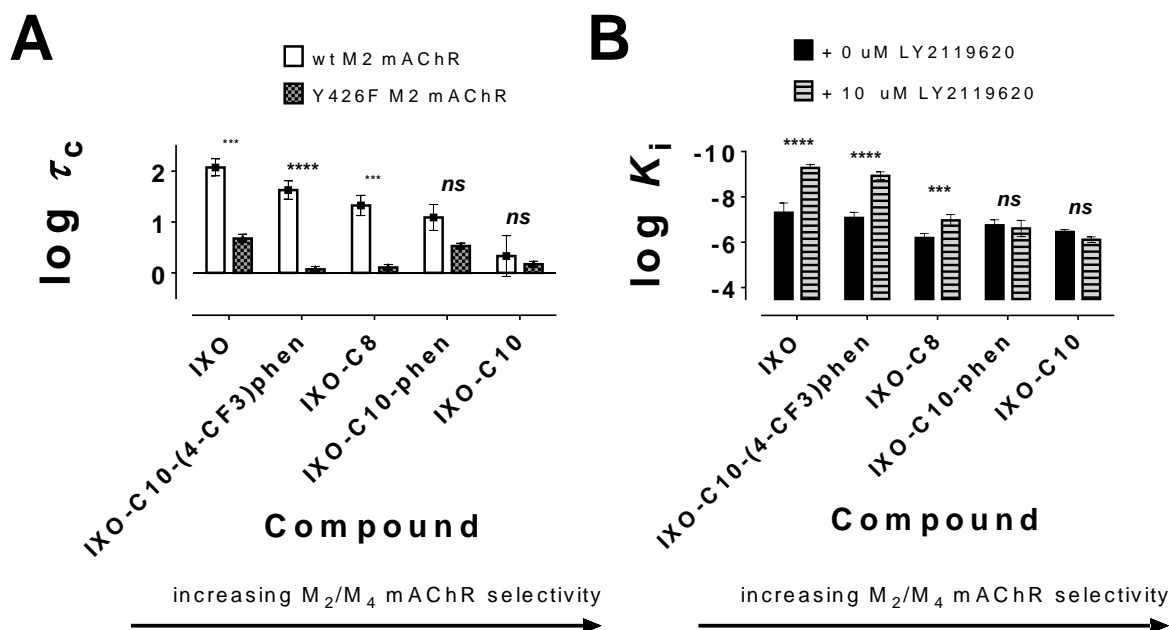 A
wt M2 mAChR
Y426F M2 mAChR
log τc
2
1
0
***
****
***
ns
ns
IXO
IXO-C10-(4-CF3)phen
IXO-C8
IXO-C10-phen
IXO-C10
Compound
increasing M2/M4 mAChR selectivity
B
+ 0 uM LY2119620
+ 10 uM LY2119620
log Ki
-10
-8
-6
-4
****
****
***
ns
ns
IXO
IXO-C10-(4-CF3)phen
IXO-C8
IXO-C10-phen
IXO-C10
Compound
increasing M2/M4 mAChR selectivity